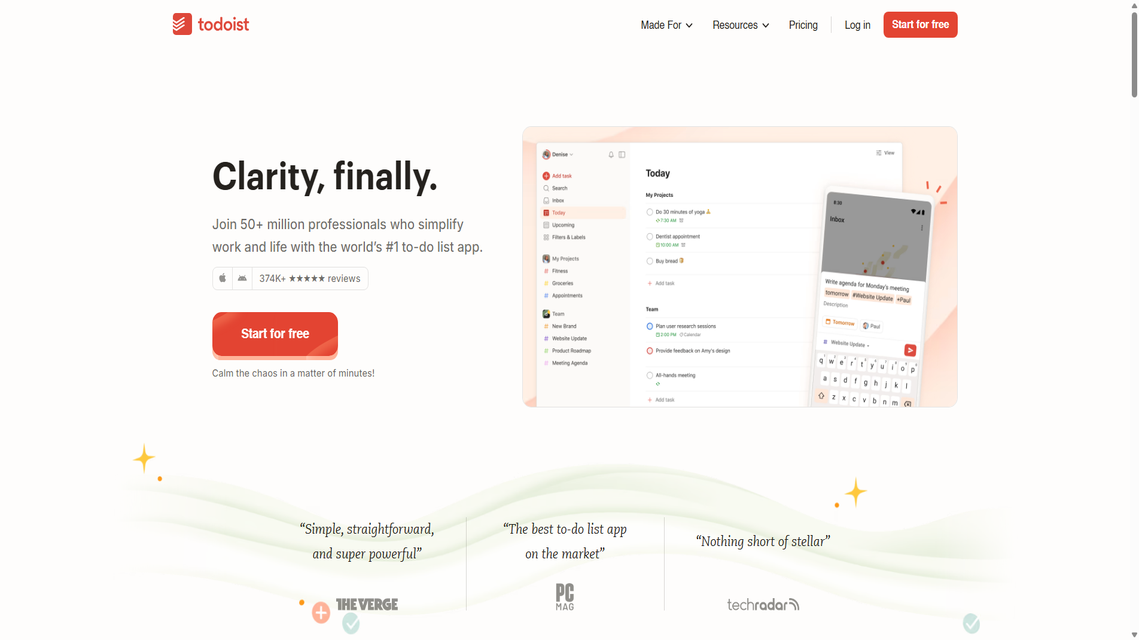 todoist
Made For
Resources
Pricing
Log in
Start for free
Clarity, finally.
Join 50+ million professionals who simplify
work and life with the world's #1 to-do list app.
374K+ ★★★★★ reviews
Start for free
Calm the chaos in a matter of minutes!
Denise
Add task
Search
Inbox
Today
Upcoming
Filters & Labels
My Projects
Fitness
Groceries
Appointments
Team
New Brand
Website Update
Product Roadmap
Meeting Agenda
View
Today
My Projects
Do 30 minutes of yoga
7:30 AM
Dentist appointment
10:00 AM
Buy bread
Add task
Team
Plan user research sessions
2:00 PM Calendar
Provide feedback on Amy's design
All-hands meeting
Add task
Inbox
Write agenda for Monday's meeting
tomorrow #Website Update +Paul
Description
Tomorrow
Paul
# Website Update
q w e r t y u i o p
a s d f g h j k l
z x c v b n m
“Simple, straightforward,
and super powerful”
THE VERGE
“The best to-do list app
on the market”
PC
MAG
“Nothing short of stellar”
techradar